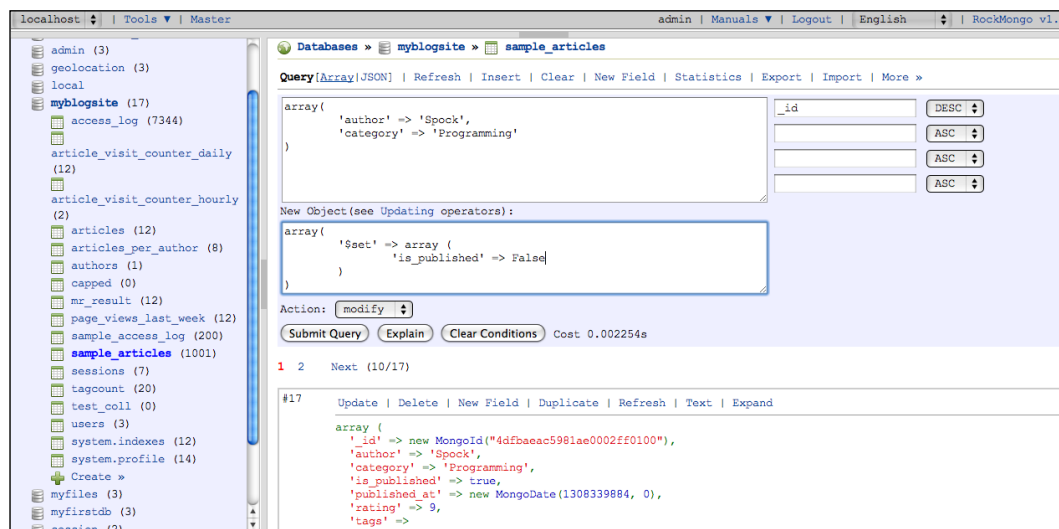 localhost | Tools ▼ | Master
admin | Manuals ▼ | Logout | English | RockMongo v1.
admin (3)
geolocation (3)
local
myblogsite (17)
access_log (7344)
article_visit_counter_daily
(12)
article_visit_counter_hourly
(2)
articles (12)
articles_per_author (8)
authors (1)
capped (0)
mr_result (12)
page_views_last_week (12)
sample_access_log (200)
sample_articles (1001)
sessions (7)
tagcount (20)
test_coll (0)
users (3)
system.indexes (12)
system.profile (14)
Create »
myfiles (3)
myfirstdb (3)
Databases » myblogsite » sample_articles
Query[Array|JSON] | Refresh | Insert | Clear | New Field | Statistics | Export | Import | More »
array(
'author' => 'Spock',
'category' => 'Programming'
)
_id DESC
ASC
ASC
ASC
New Object(see Updating operators):
array(
'$set' => array (
'is_published' => False
)
)
Action: modify
Submit Query Explain Clear Conditions Cost 0.002254s
1 2 Next (10/17)
#17 Update | Delete | New Field | Duplicate | Refresh | Text | Expand
array (
'_id' => new MongoId("4dfbaeac5981ae0002ff0100"),
'author' => 'Spock',
'category' => 'Programming',
'is_published' => true,
'published_at' => new MongoDate(1308339884, 0),
'rating' => 9,
'tags' =>